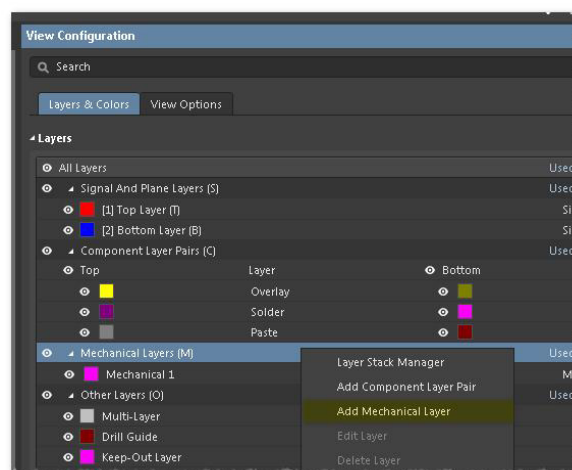 View Configuration
Search
Layers & Colors View Options
Layers
All Layers Used
Signal And Plane Layers (S) Used
[1] Top Layer (T) Si
[2] Bottom Layer (B) Si
Component Layer Pairs (C) Used
Top Layer Bottom
Overlay
Solder
Paste
Mechanical Layers (M) Used
Layer Stack Manager
Mechanical 1 M
Add Component Layer Pair
Other Layers (O) Used
Add Mechanical Layer
Multi-Layer
Edit Layer
Drill Guide
Delete Layer
Keep-Out Layer